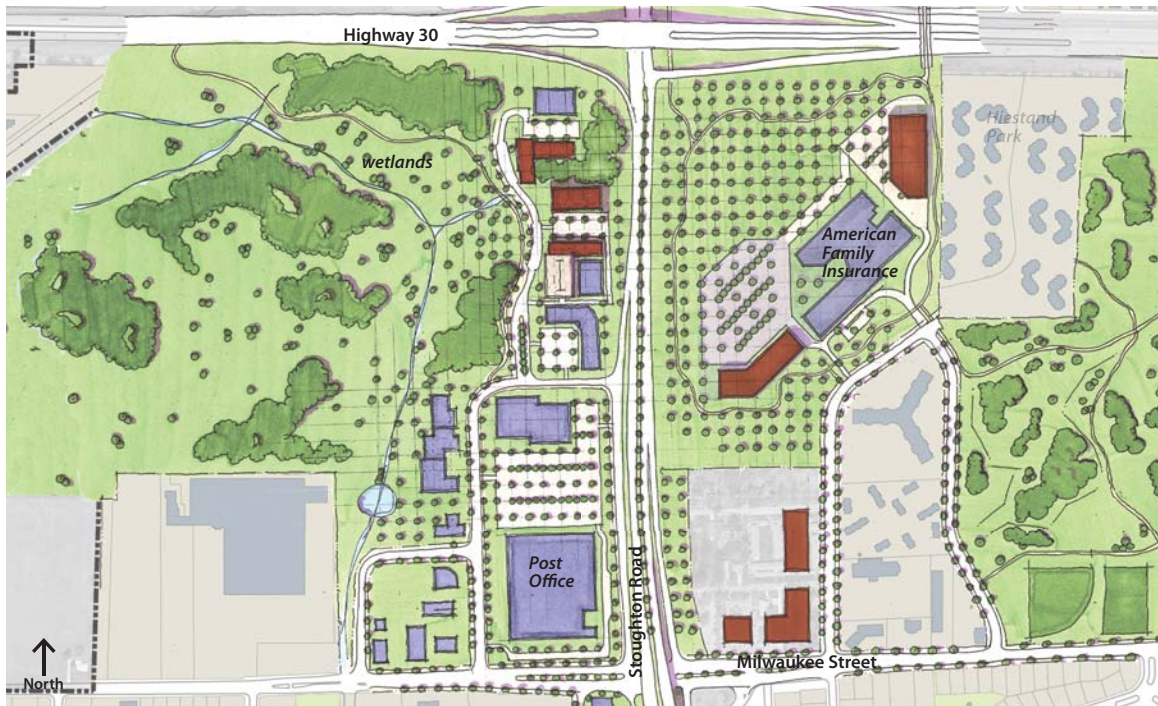 Highway 30
Hiestand
Park
wetlands
American
Family
Insurance
Post
Office
Stoughton Road
Milwaukee Street
North